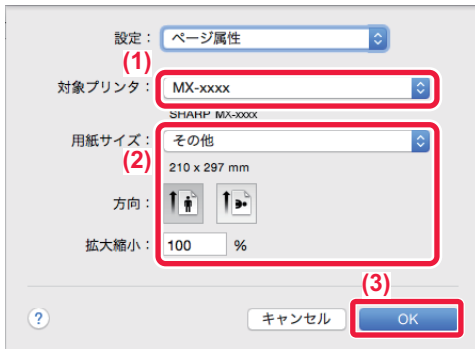 設定： ページ属性
(1)
対象プリンタ： MX-xxxx
SHARP MX-xxxx
用紙サイズ： その他
(2)
210 x 297 mm
方向：
拡大縮小： 100 %
(3)
? キャンセル OK